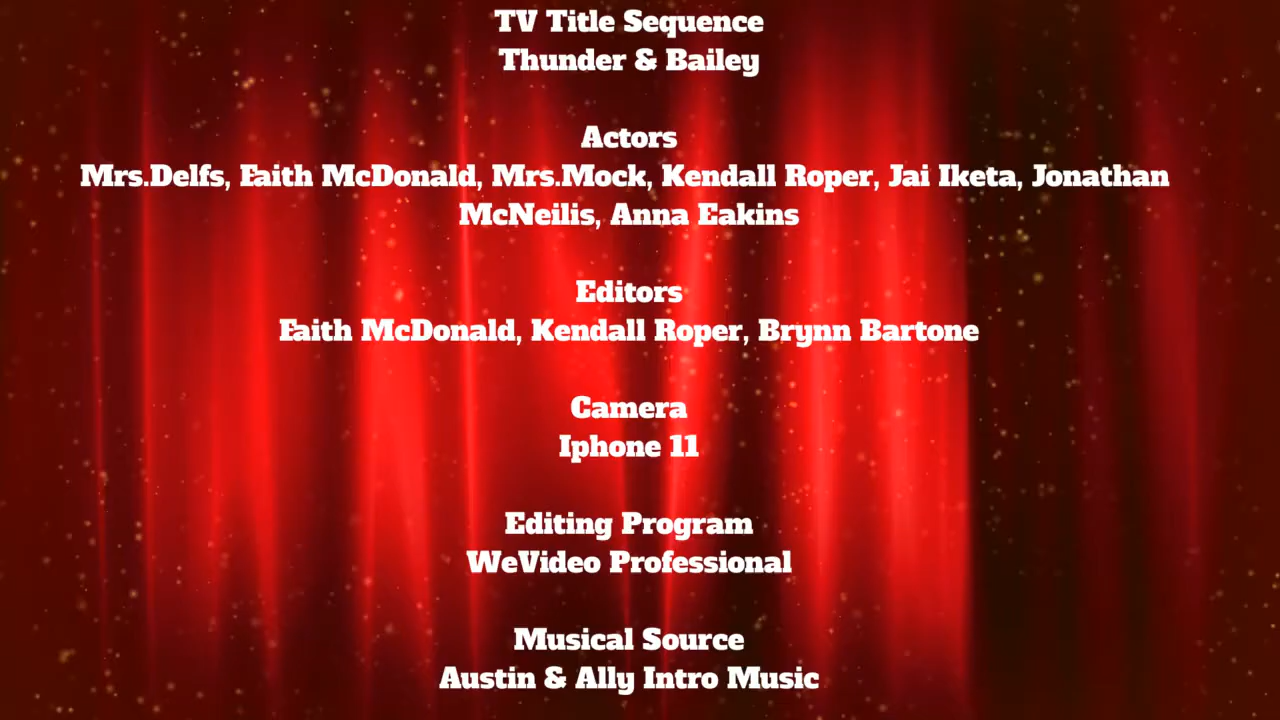 TV Title Sequence
Thunder & Bailey
Actors
Mrs.Delfs, Faith McDonald, Mrs.Mock, Kendall Roper, Jai Iketa, Jonathan
McNeilis, Anna Eakins
Editors
Faith McDonald, Kendall Roper, Brynn Bartone
Camera
Iphone 11
Editing Program
WeVideo Professional
Musical Source
Austin & Ally Intro Music